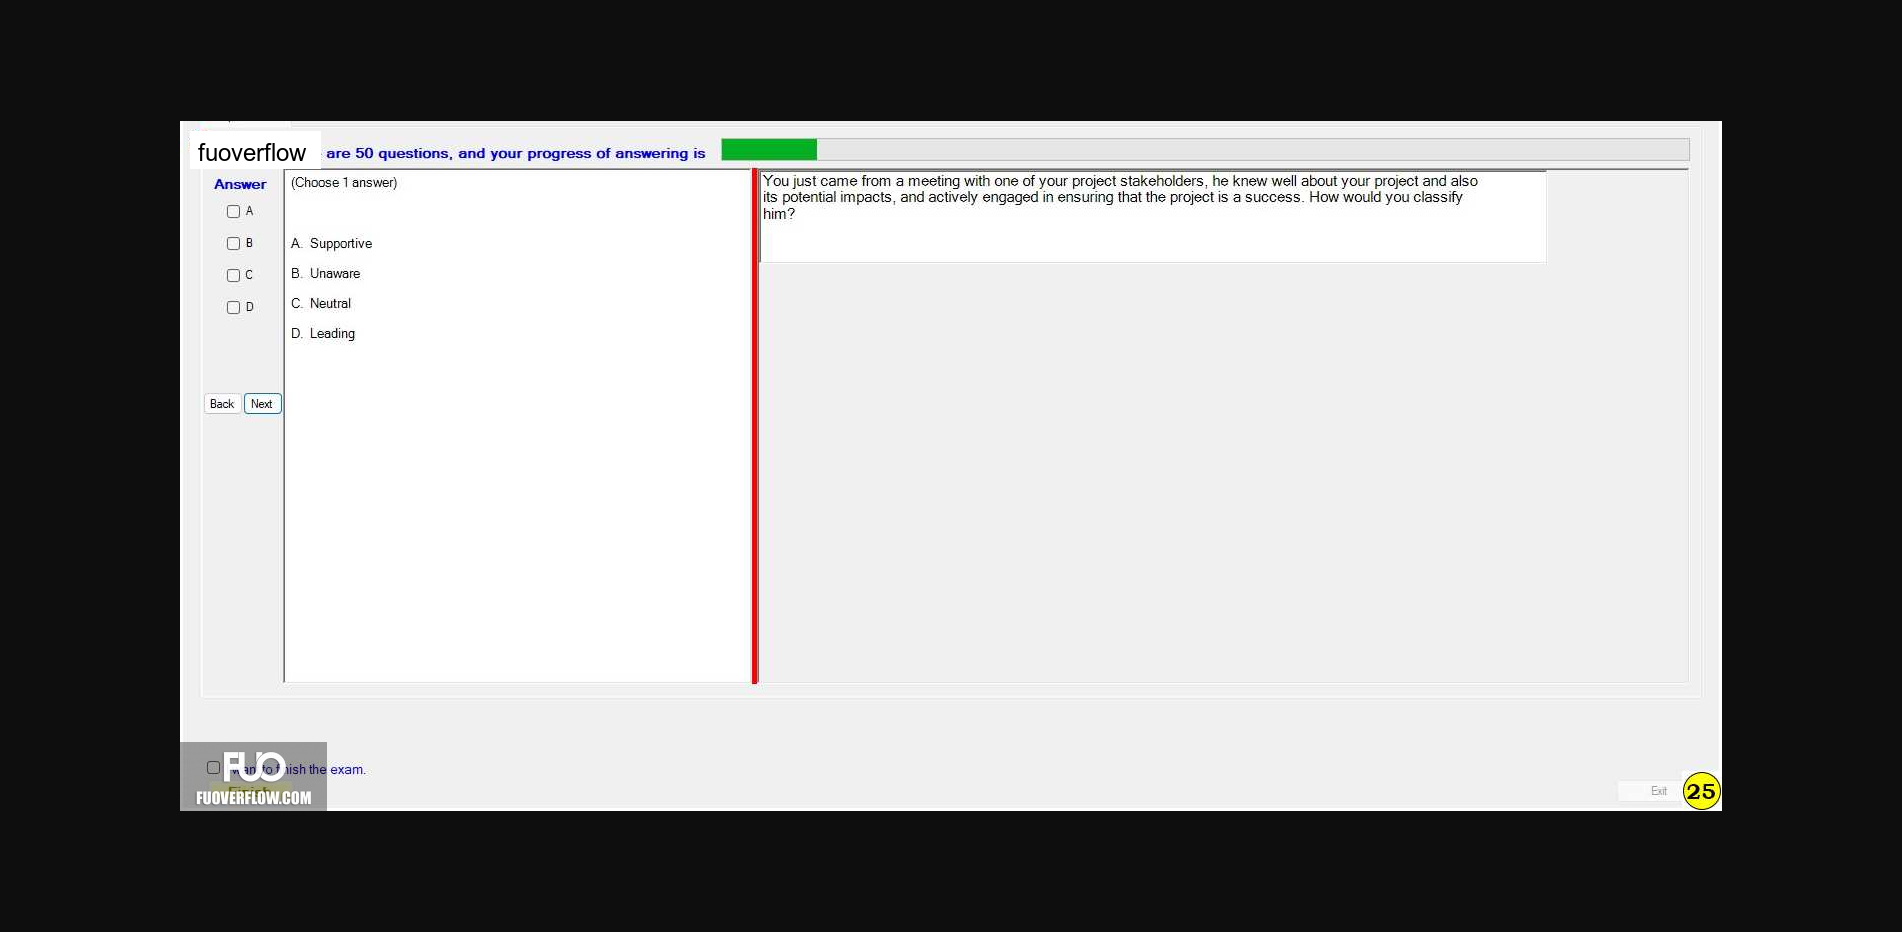 fuoverflow are 50 questions, and your progress of answering is
Answer
A
B
C
D
Back Next
(Choose 1 answer)
A. Supportive
B. Unaware
C. Neutral
D. Leading
You just came from a meeting with one of your project stakeholders, he knew well about your project and also
its potential impacts, and actively engaged in ensuring that the project is a success. How would you classify
him?
FUO
want to finish the exam.
Finish
FUOVERFLOW.COM
Exit
25